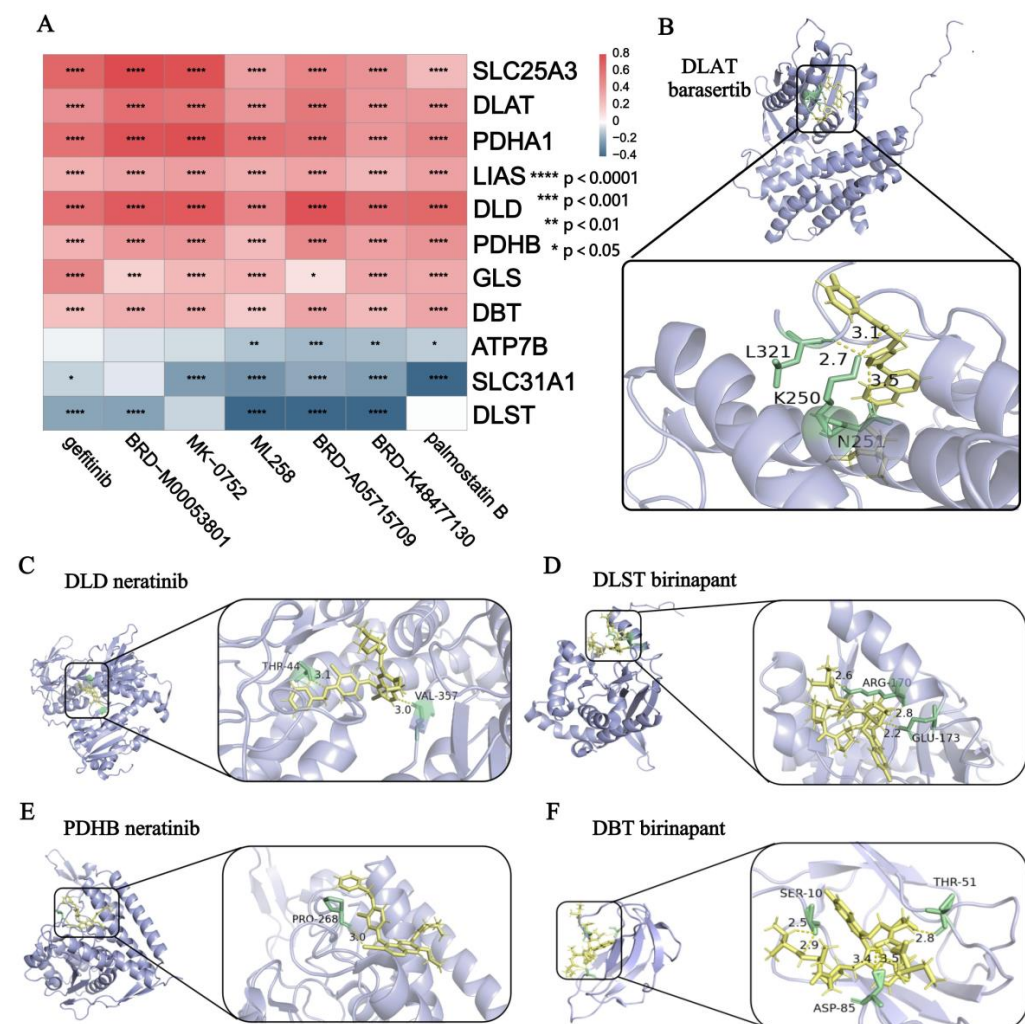 A
0.8
0.6
0.4
0.2
0
−0.2
−0.4
**** **** **** **** **** **** **** SLC25A3
**** **** **** **** **** **** **** DLAT
**** **** **** **** **** **** **** PDHA1
**** **** **** **** **** **** **** LIAS
**** **** **** **** **** **** **** DLD
**** **** **** **** **** **** **** PDHB
**** *** **** **** * **** **** GLS
**** **** **** **** **** **** **** DBT
** *** ** * ATP7B
* **** **** **** **** **** SLC31A1
**** **** **** **** **** DLST
**** p < 0.0001
*** p < 0.001
** p < 0.01
* p < 0.05
gefitinib
BRD−M00053801
MK−0752
ML258
BRD−A05715709
BRD−K48477130
palmostatin B
B
DLAT
barasertib
3.1
L321
2.7
3.5
K250
N251
C
DLD neratinib
THR-44
3.1
VAL-357
3.0
D
DLST birinapant
2.6
ARG-170
2.8
2.2
GLU-173
E
PDHB neratinib
PRO-268
3.0
F
DBT birinapant
SER-10
THR-51
2.5
2.8
2.9
3.4
3.5
ASP-85